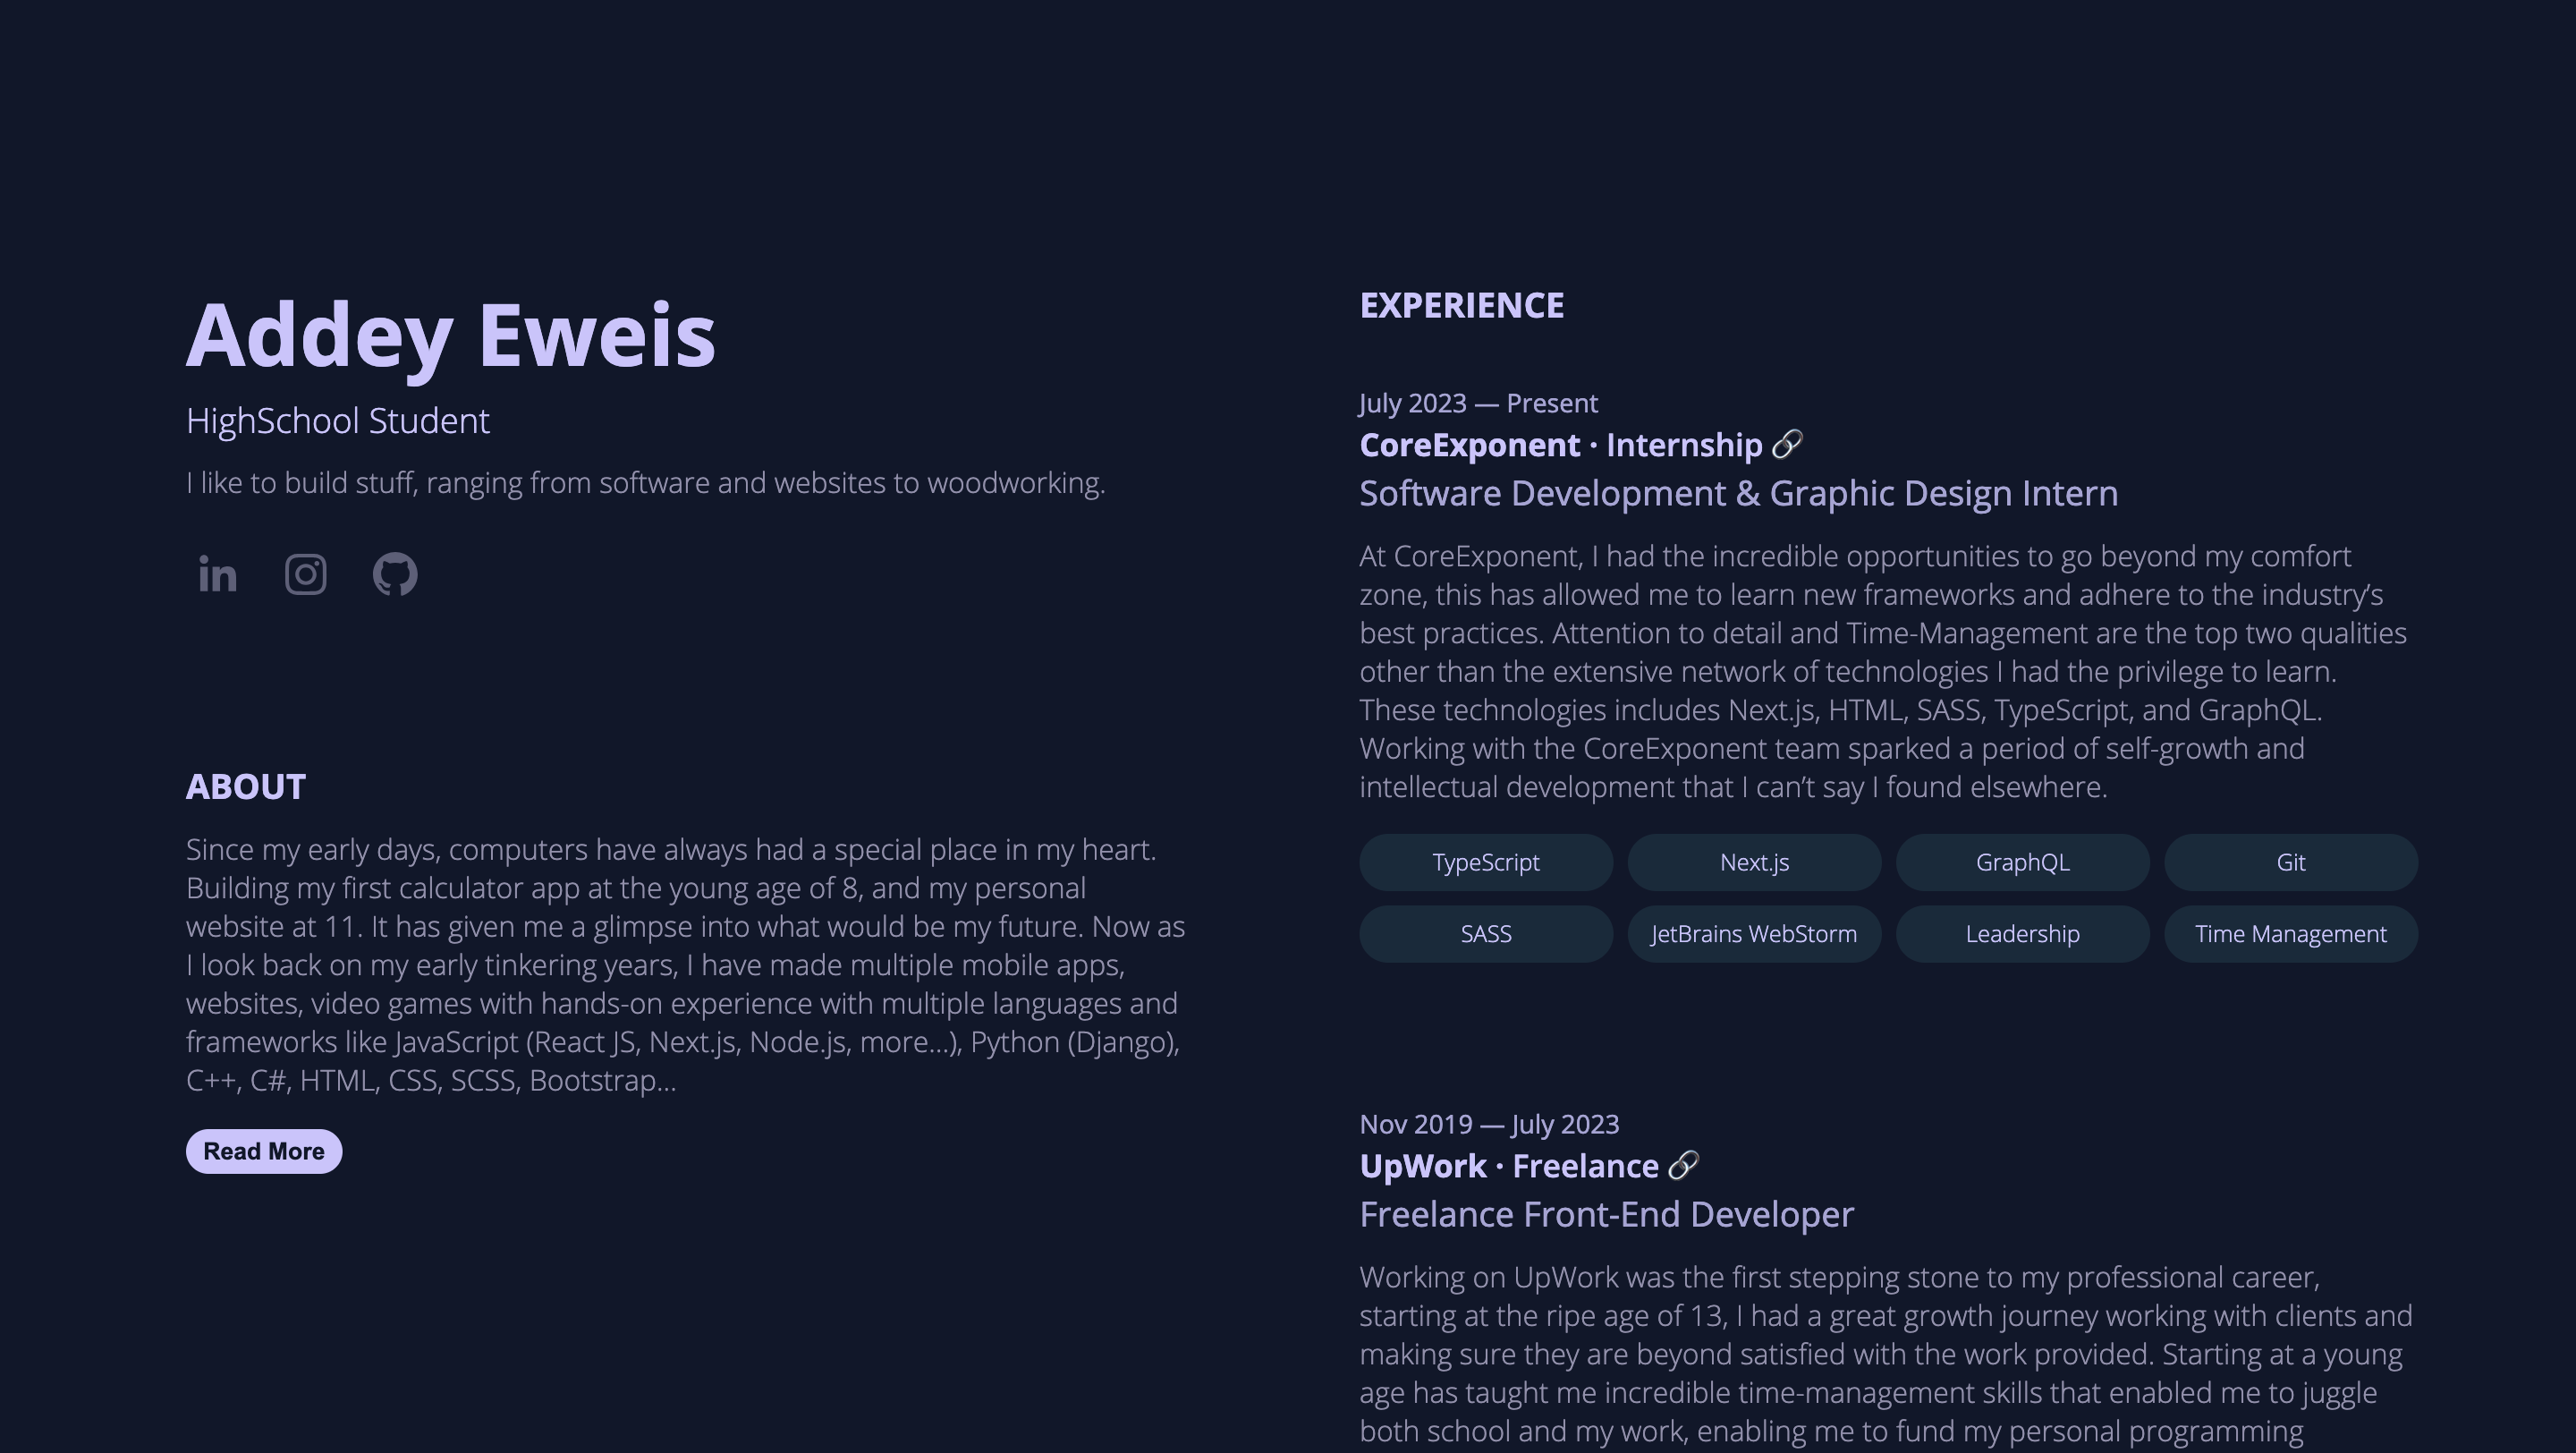 Addey Eweis
HighSchool Student
I like to build stuff, ranging from software and websites to woodworking.
in
ABOUT
Since my early days, computers have always had a special place in my heart.
Building my first calculator app at the young age of 8, and my personal
website at 11. It has given me a glimpse into what would be my future. Now as
I look back on my early tinkering years, I have made multiple mobile apps,
websites, video games with hands-on experience with multiple languages and
frameworks like JavaScript (React JS, Next.js, Node.js, more...), Python (Django),
C++, C#, HTML, CSS, SCSS, Bootstrap...
Read More
EXPERIENCE
July 2023 — Present
CoreExponent · Internship
Software Development & Graphic Design Intern
At CoreExponent, I had the incredible opportunities to go beyond my comfort
zone, this has allowed me to learn new frameworks and adhere to the industry’s
best practices. Attention to detail and Time-Management are the top two qualities
other than the extensive network of technologies I had the privilege to learn.
These technologies includes Next.js, HTML, SASS, TypeScript, and GraphQL.
Working with the CoreExponent team sparked a period of self-growth and
intellectual development that I can’t say I found elsewhere.
TypeScript Next.js GraphQL Git
SASS JetBrains WebStorm Leadership Time Management
Nov 2019 — July 2023
UpWork · Freelance
Freelance Front-End Developer
Working on UpWork was the first stepping stone to my professional career,
starting at the ripe age of 13, I had a great growth journey working with clients and
making sure they are beyond satisfied with the work provided. Starting at a young
age has taught me incredible time-management skills that enabled me to juggle
both school and my work, enabling me to fund my personal programming